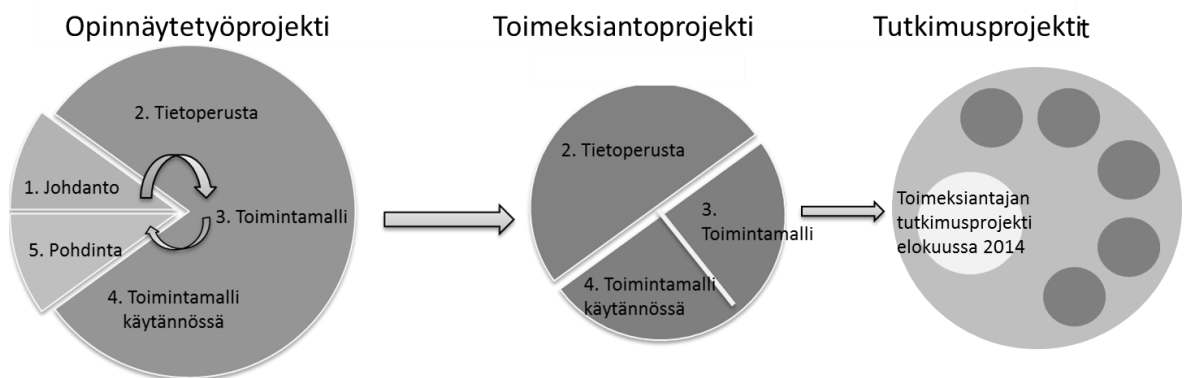 Opinnäytetyöprojekti
2. Tietoperusta
1. Johdanto
3. Toimintamalli
5. Pohdinta
4. Toimintamalli
käytännössä
Toimeksiantoprojekti
2. Tietoperusta
3.
Toimintamalli
4. Toimintamalli
käytännössä
Tutkimusprojektit
Toimeksiantajan
tutkimusprojekti
elokuussa 2014